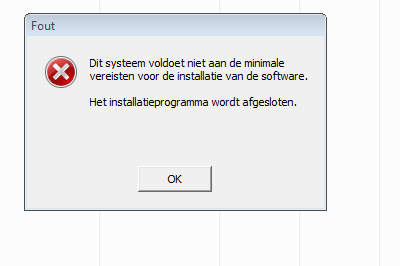 Fout
Dit systeem voldoet niet aan de minimale
vereisten voor de installatie van de software.
Het installatieprogramma wordt afgesloten.
OK